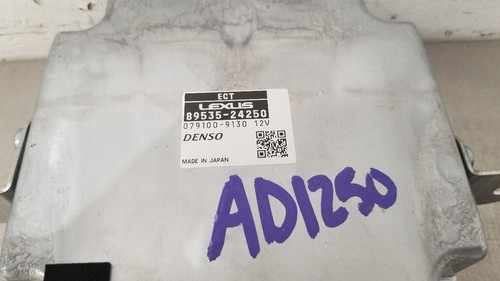 ECT
LEXUS
89535-24250
079100-9130 12V
DENSO
MADE IN JAPAN
AD1250